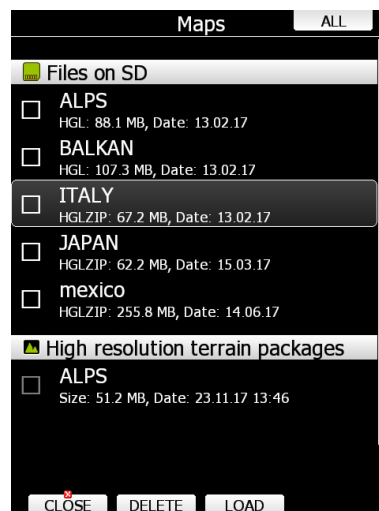 Maps
ALL
Files on SD
ALPS
HGL: 88.1 MB, Date: 13.02.17
BALKAN
HGL: 107.3 MB, Date: 13.02.17
ITALY
HGLZIP: 67.2 MB, Date: 13.02.17
JAPAN
HGLZIP: 62.2 MB, Date: 15.03.17
mexico
HGLZIP: 255.8 MB, Date: 14.06.17
High resolution terrain packages
ALPS
Size: 51.2 MB, Date: 23.11.17 13:46
CLOSE
DELETE
LOAD